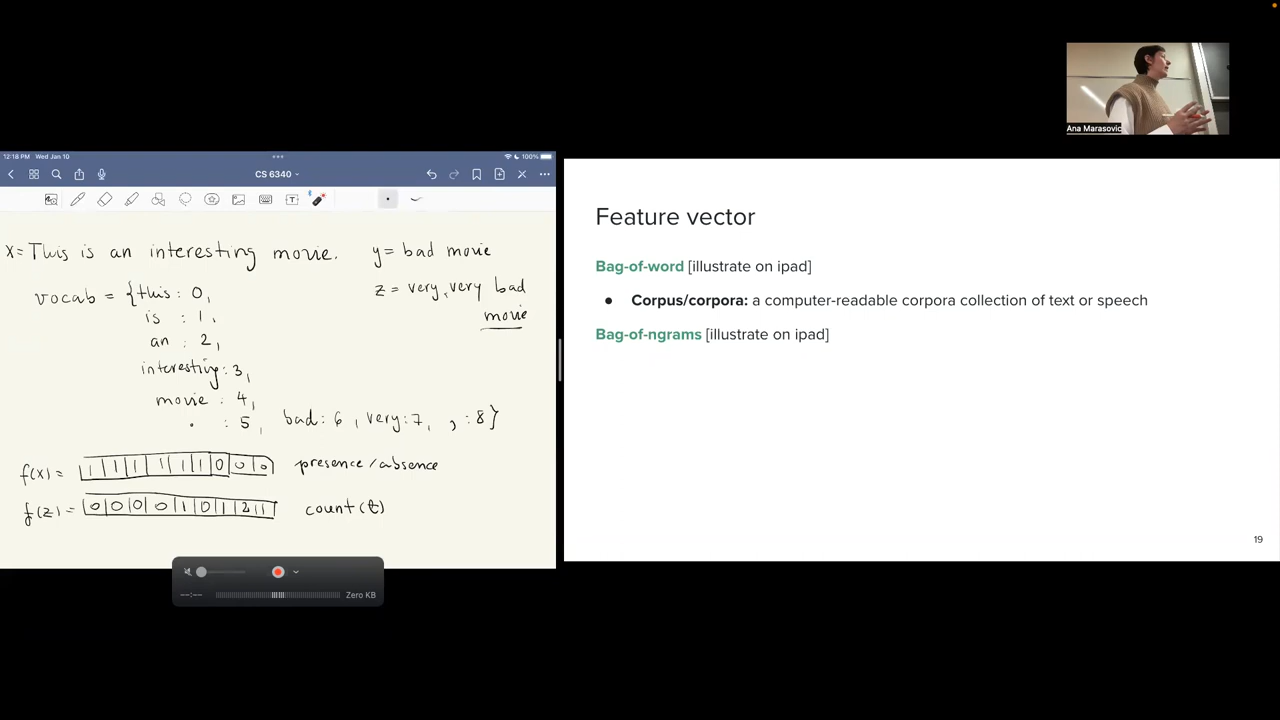 Ana Marasovic
12:18 PM Wed Jan 10
100%
CS 6340
x= This is an interesting movie.
y= bad movie
z= very, very bad
movie
vocab = {this: 0,
is : 1,
an : 2,
interesting: 3,
movie : 4,
. : 5, bad: 6, very: 7, , : 8}
f(x) = 1 1 1 1 1 1 0 0 0 presence/absence
f(z) = 0 0 0 0 1 0 1 2 1 count(t)
--:-- Zero KB
Feature vector
Bag-of-word [illustrate on ipad]
● Corpus/corpora: a computer-readable corpora collection of text or speech
Bag-of-ngrams [illustrate on ipad]
19